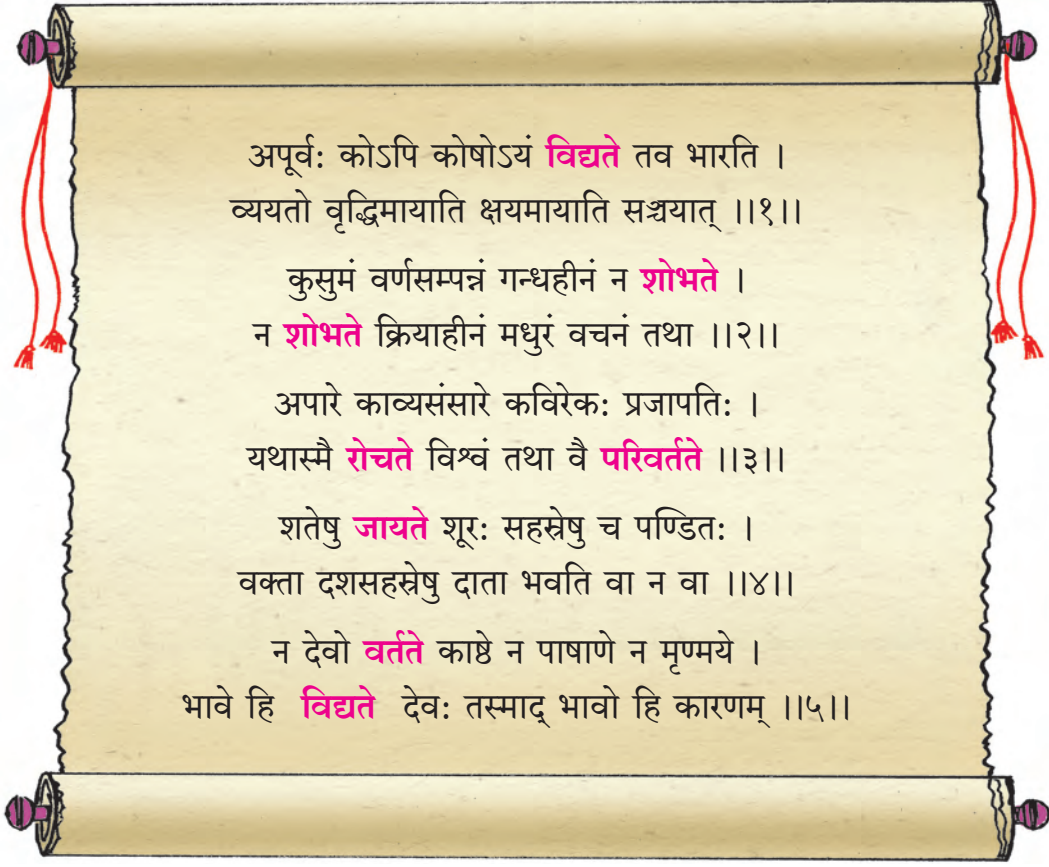 अपूर्व: कोऽपि कोषोऽयं विद्यते तव भारति ।
व्ययतो वृद्धिमायाति क्षयमायाति सञ्चयात् ।।१।।
कुसुमं वर्णसम्पन्नं गन्धहीनं न शोभते ।
न शोभते क्रियाहीनं मधुरं वचनं तथा ।।२।।
अपारे काव्यसंसारे कविरेक: प्रजापति: ।
यथास्मै रोचते विश्वं तथा वै परिवर्तते ।।३।।
शतेषु जायते शूर: सहस्रेषु च पण्डित: ।
वक्ता दशसहस्रेषु दाता भवति वा न वा ।।४।।
न देवो वर्तते काष्ठे न पाषाणे न मृण्मये ।
भावे हि विद्यते देव: तस्माद् भावो हि कारणम् ।।५।।